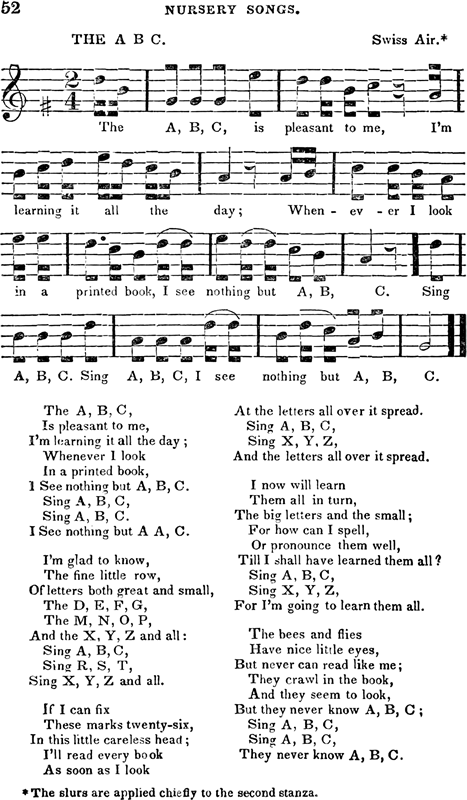 52 NURSERY SONGS.
THE A B C. Swiss Air.*
2
4
The A, B, C, is pleasant to me, I'm
learning it all the day; When - ev - er I look
in a printed book, I see nothing but A, B, C. Sing
A, B, C. Sing A, B, C, I see nothing but A, B, C.
The A, B, C,
Is pleasant to me,
I'm learning it all the day;
Whenever I look
In a printed book,
I See nothing but A, B, C.
Sing A, B, C,
Sing A, B, C.
I See nothing but A A, C.
I'm glad to know,
The fine little row,
Of letters both great and small,
The D, E, F, G,
The M, N, O, P,
And the X, Y, Z and all:
Sing A, B, C,
Sing R, S, T,
Sing X, Y, Z and all.
If I can fix
These marks twenty-six,
In this little careless head;
I'll read every book
As soon as I look
At the letters all over it spread.
Sing A, B, C,
Sing X, Y, Z,
And the letters all over it spread.
I now will learn
Them all in turn,
The big letters and the small;
For how can I spell,
Or pronounce them well,
Till I shall have learned them all?
Sing A, B, C,
Sing X, Y, Z,
For I'm going to learn them all.
The bees and flies
Have nice little eyes,
But never can read like me;
They crawl in the book,
And they seem to look,
But they never know A, B, C;
Sing A, B, C,
Sing A, B, C,
They never know A, B, C.
*The slurs are applied chiefly to the second stanza.